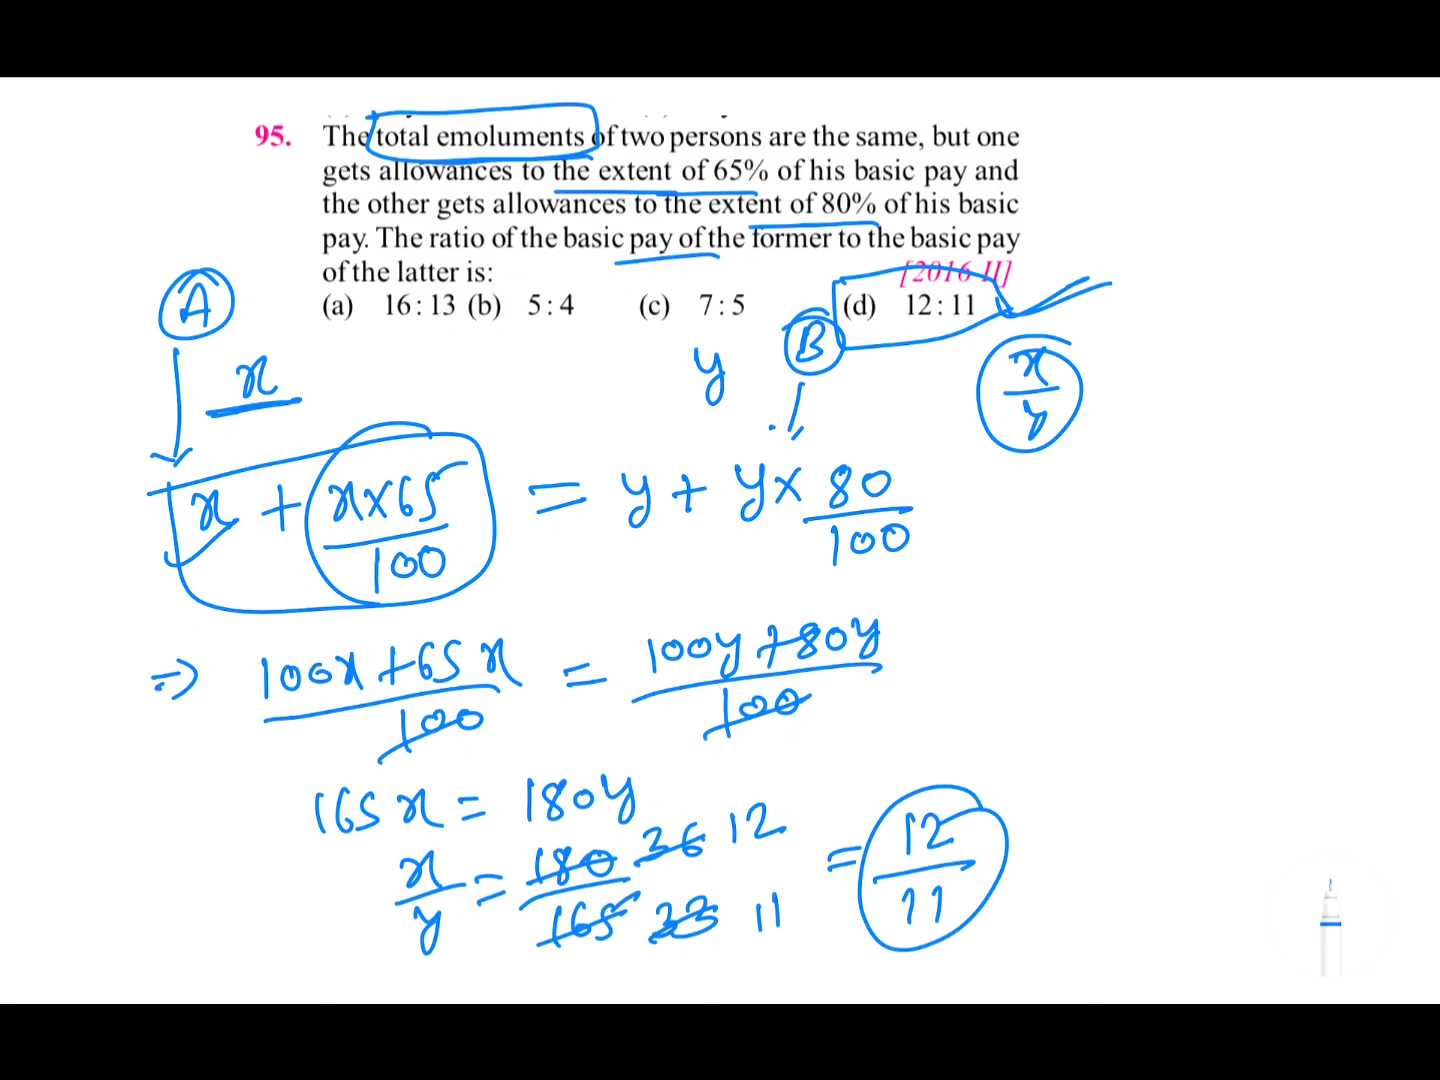 95. The total emoluments of two persons are the same, but one
gets allowances to the extent of 65% of his basic pay and
the other gets allowances to the extent of 80% of his basic
pay. The ratio of the basic pay of the former to the basic pay
of the latter is: [2016-II]
(a) 16 : 13 (b) 5 : 4 (c) 7 : 5 (d) 12 : 11
A B
x y x/y
x + x×65/100 = y + y×80/100
⇒ 100x+65x/100 = 100y+80y/100
165x = 180y
x/y = 180/165 36/33 12/11 = 12/11